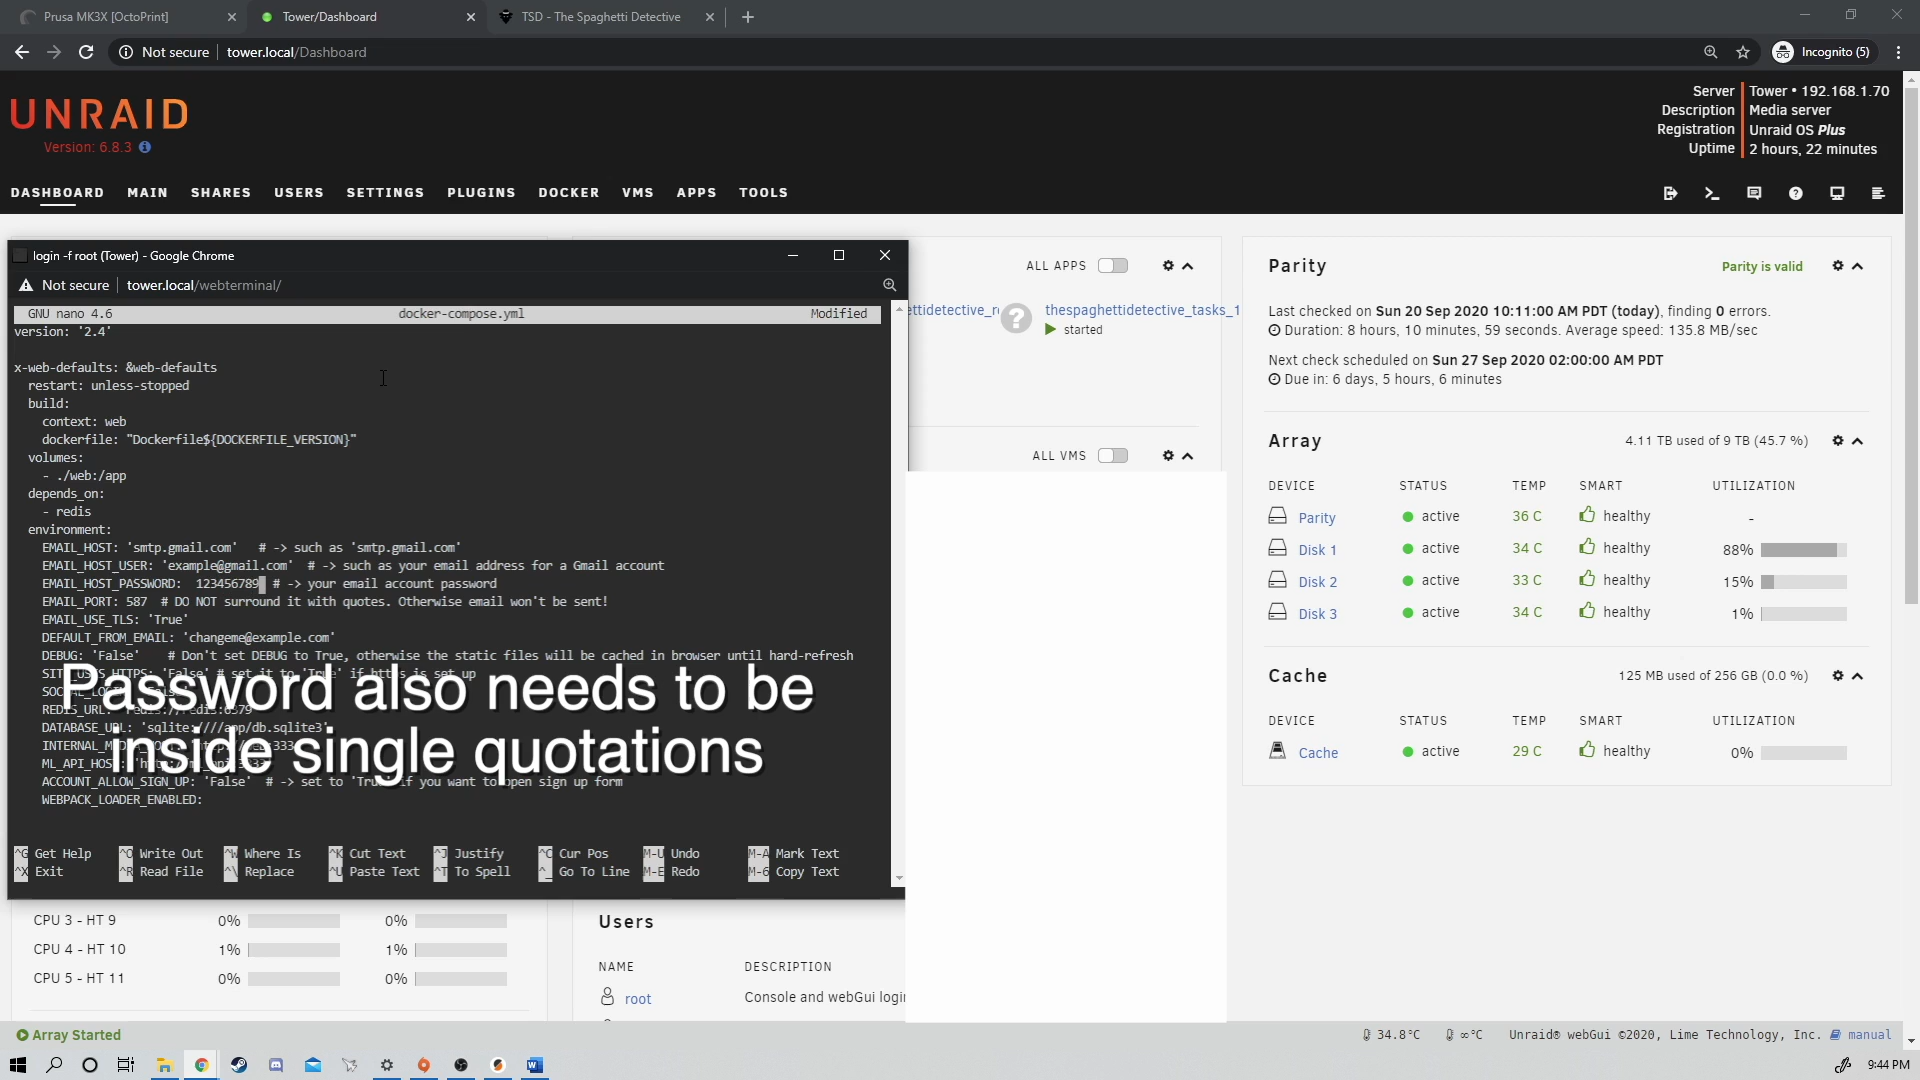 Prusa MK3X [OctoPrint]
Tower/Dashboard
TSD - The Spaghetti Detective
Not secure
tower.local/Dashboard
Incognito (5)
UNRAID
Version: 6.8.3
Server
Tower • 192.168.1.70
Description
Media server
Registration
Unraid OS Plus
Uptime
2 hours, 22 minutes
DASHBOARD MAIN SHARES USERS SETTINGS PLUGINS DOCKER VMS APPS TOOLS
login -f root (Tower) - Google Chrome
Not secure
tower.local/webterminal/
GNU nano 4.6 docker-compose.yml Modified
version: '2.4'
x-web-defaults: &web-defaults
restart: unless-stopped
build:
context: web
dockerfile: "Dockerfile${DOCKERFILE_VERSION}"
volumes:
- ./web:/app
depends_on:
- redis
environment:
EMAIL_HOST: 'smtp.gmail.com' # -> such as 'smtp.gmail.com'
EMAIL_HOST_USER: 'example@gmail.com' # -> such as your email address for a Gmail account
EMAIL_HOST_PASSWORD: 123456789 # -> your email account password
EMAIL_PORT: 587 # DO NOT surround it with quotes. Otherwise email won't be sent!
EMAIL_USE_TLS: 'True'
DEFAULT_FROM_EMAIL: 'changeme@example.com'
DEBUG: 'False' # Don't set DEBUG to True, otherwise the static files will be cached in browser until hard-refresh
'False' # set it to 'True' if is set up
DATABASE_URL: 'sqlite:////app/db.sqlite3'
ACCOUNT_ALLOW_SIGN_UP: 'False' # -> set to if you want to open sign up form
WEBPACK_LOADER_ENABLED:
Password also needs to be
inside single quotations
^G Get Help ^O Write Out ^W Where Is ^K Cut Text ^J Justify ^C Cur Pos M-U Undo M-A Mark Text
^X Exit ^R Read File ^\ Replace ^U Paste Text ^T To Spell ^_ Go To Line M-E Redo M-6 Copy Text
ALL APPS
thespaghettidetective_tasks_1
started
ALL VMS
Parity
Parity is valid
Last checked on Sun 20 Sep 2020 10:11:00 AM PDT (today), finding 0 errors.
Duration: 8 hours, 10 minutes, 59 seconds. Average speed: 135.8 MB/sec
Next check scheduled on Sun 27 Sep 2020 02:00:00 AM PDT
Due in: 6 days, 5 hours, 6 minutes
Array
4.11 TB used of 9 TB (45.7 %)
DEVICE STATUS TEMP SMART UTILIZATION
Parity active 36 C healthy -
Disk 1 active 34 C healthy 88%
Disk 2 active 33 C healthy 15%
Disk 3 active 34 C healthy 1%
Cache
125 MB used of 256 GB (0.0 %)
DEVICE STATUS TEMP SMART UTILIZATION
Cache active 29 C healthy 0%
CPU 3 - HT 9 0% 0%
CPU 4 - HT 10 1% 1%
CPU 5 - HT 11 0% 0%
Users
NAME DESCRIPTION
root Console and webGui
Array Started
34.8°C
∞°C
Unraid® webGui ©2020, Lime Technology, Inc.
manual
9:44 PM